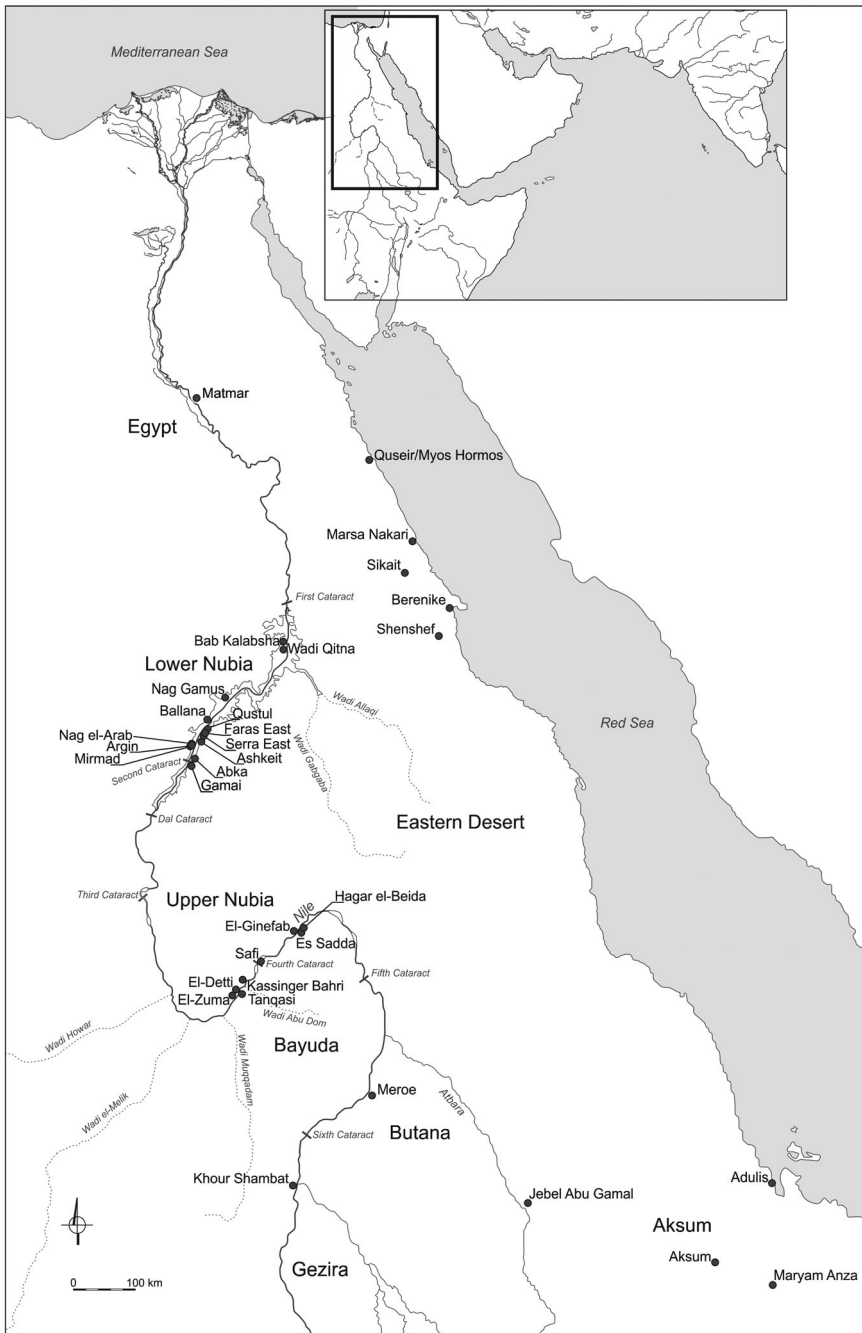 Mediterranean Sea
Matmar
Egypt
Quseir/Myos Hormos
Marsa Nakari
Sikait
First Cataract
Berenike
Shenshef
Bab Kalabsha
Wadi Qitna
Lower Nubia
Nag Gamus
Wadi Allaqi
Ballana
Qustul
Red Sea
Faras East
Nag el-Arab
Serra East
Argin
Ashkeit
Mirmad
Wadi Gabgaba
Second Cataract
Abka
Gamai
Dal Cataract
Eastern Desert
Third Cataract
Upper Nubia
Hagar el-Beida
Nile
El-Ginefab
Es Sadda
Safi
Fourth Cataract
Fifth Cataract
El-Detti
Kassinger Bahri
El-Zuma
Tanqasi
Wadi Abu Dom
Wadi Howar
Bayuda
Wadi Muqqadam
Wadi el-Melik
Meroe
Atbara
Butana
Sixth Cataract
Khour Shambat
Adulis
Jebel Abu Gamal
Aksum
Aksum
Gezira
Maryam Anza
0 100 km